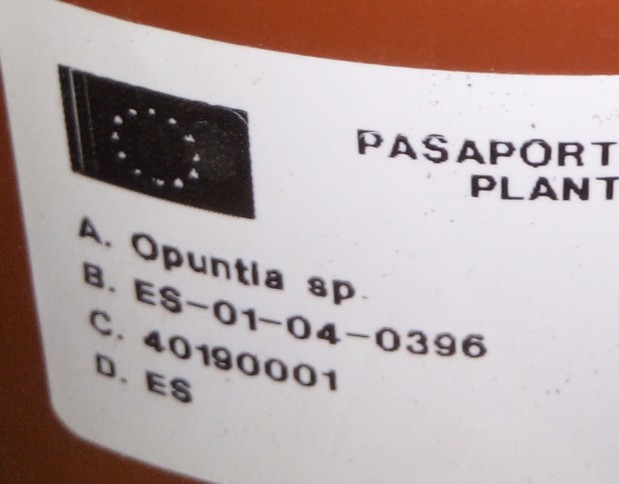 PASAPORT
PLANT
A. Opuntia sp.
B. ES-01-04-0396
C. 40190001
D. ES